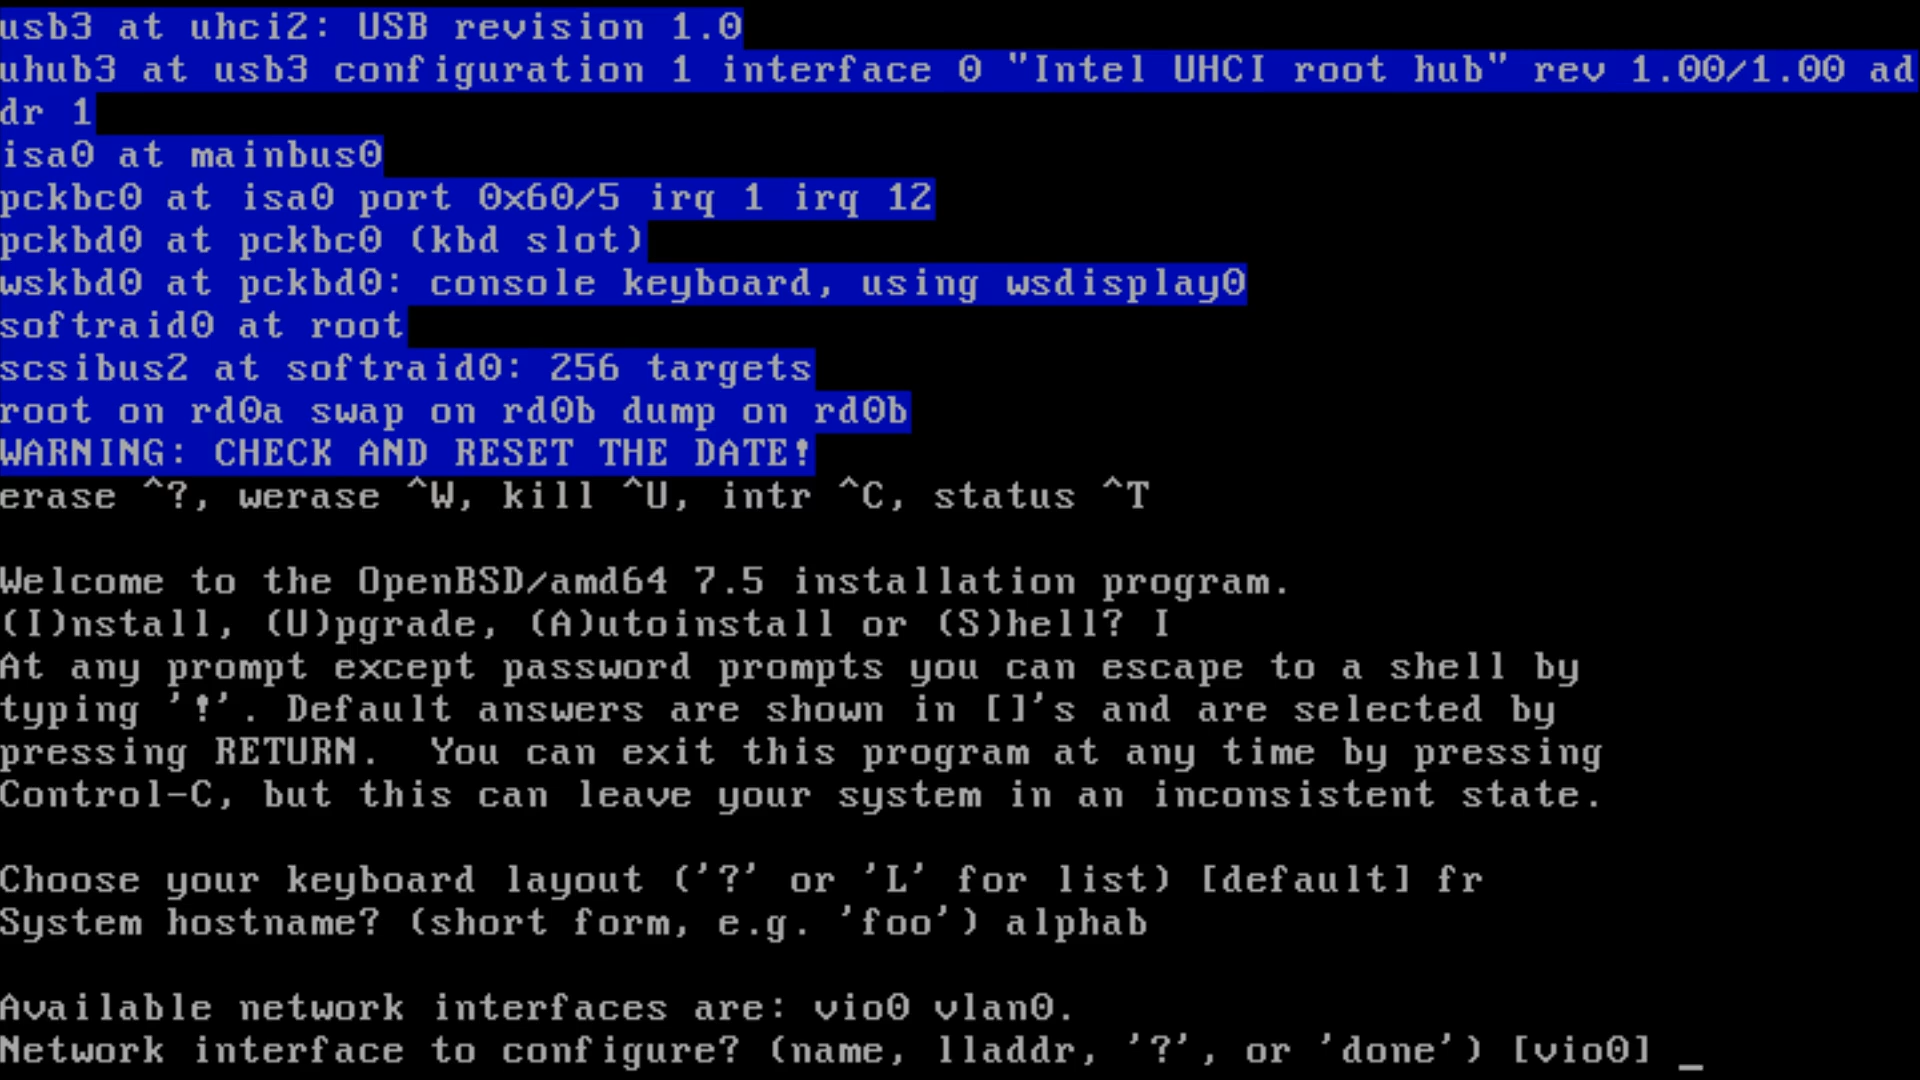 usb3 at uhci2: USB revision 1.0
uhub3 at usb3 configuration 1 interface 0 "Intel UHCI root hub" rev 1.00/1.00 ad
dr 1
isa0 at mainbus0
pckbc0 at isa0 port 0x60/5 irq 1 irq 12
pckbd0 at pckbc0 (kbd slot)
wskbd0 at pckbd0: console keyboard, using wsdisplay0
softraid0 at root
scsibus2 at softraid0: 256 targets
root on rd0a swap on rd0b dump on rd0b
WARNING: CHECK AND RESET THE DATE!
erase ^?, werase ^W, kill ^U, intr ^C, status ^T
Welcome to the OpenBSD/amd64 7.5 installation program.
(I)nstall, (U)pgrade, (A)utoinstall or (S)hell? I
At any prompt except password prompts you can escape to a shell by
typing '!'. Default answers are shown in []'s and are selected by
pressing RETURN.  You can exit this program at any time by pressing
Control-C, but this can leave your system in an inconsistent state.
Choose your keyboard layout ('?' or 'L' for list) [default] fr
System hostname? (short form, e.g. 'foo') alphab
Available network interfaces are: vio0 vlan0.
Network interface to configure? (name, lladdr, '?', or 'done') [vio0] _